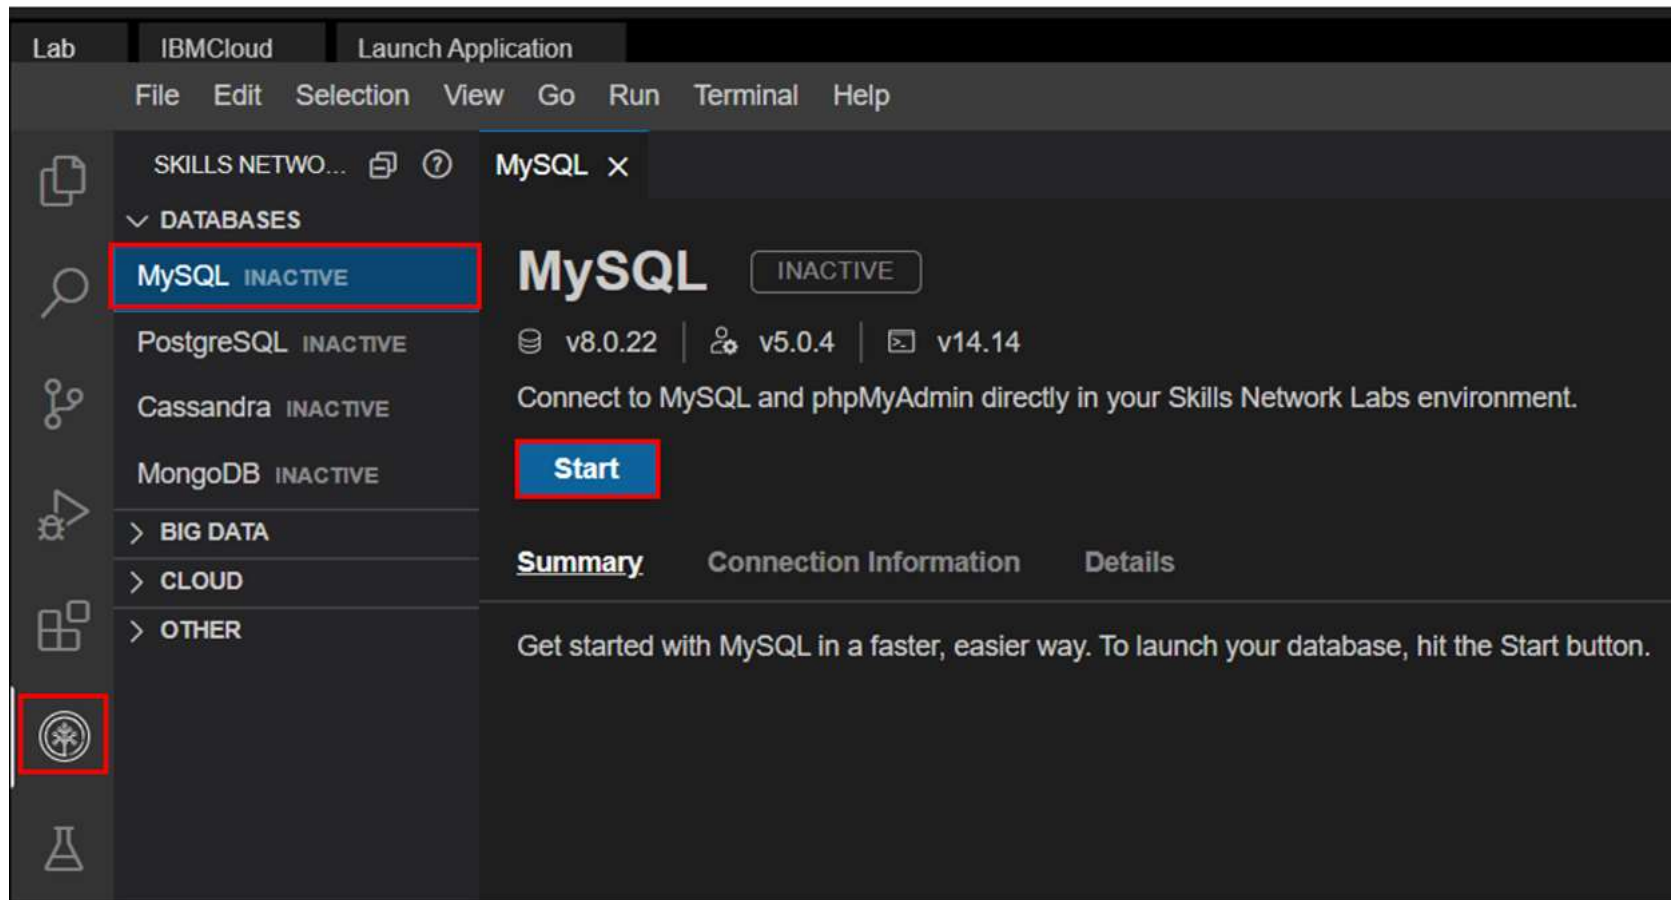 Lab IBMCloud Launch Application
File Edit Selection View Go Run Terminal Help
SKILLS NETWO...
MySQL
DATABASES
MySQL INACTIVE
PostgreSQL INACTIVE
Cassandra INACTIVE
MongoDB INACTIVE
BIG DATA
CLOUD
OTHER
MySQL INACTIVE
v8.0.22 v5.0.4 v14.14
Connect to MySQL and phpMyAdmin directly in your Skills Network Labs environment.
Start
Summary Connection Information Details
Get started with MySQL in a faster, easier way. To launch your database, hit the Start button.